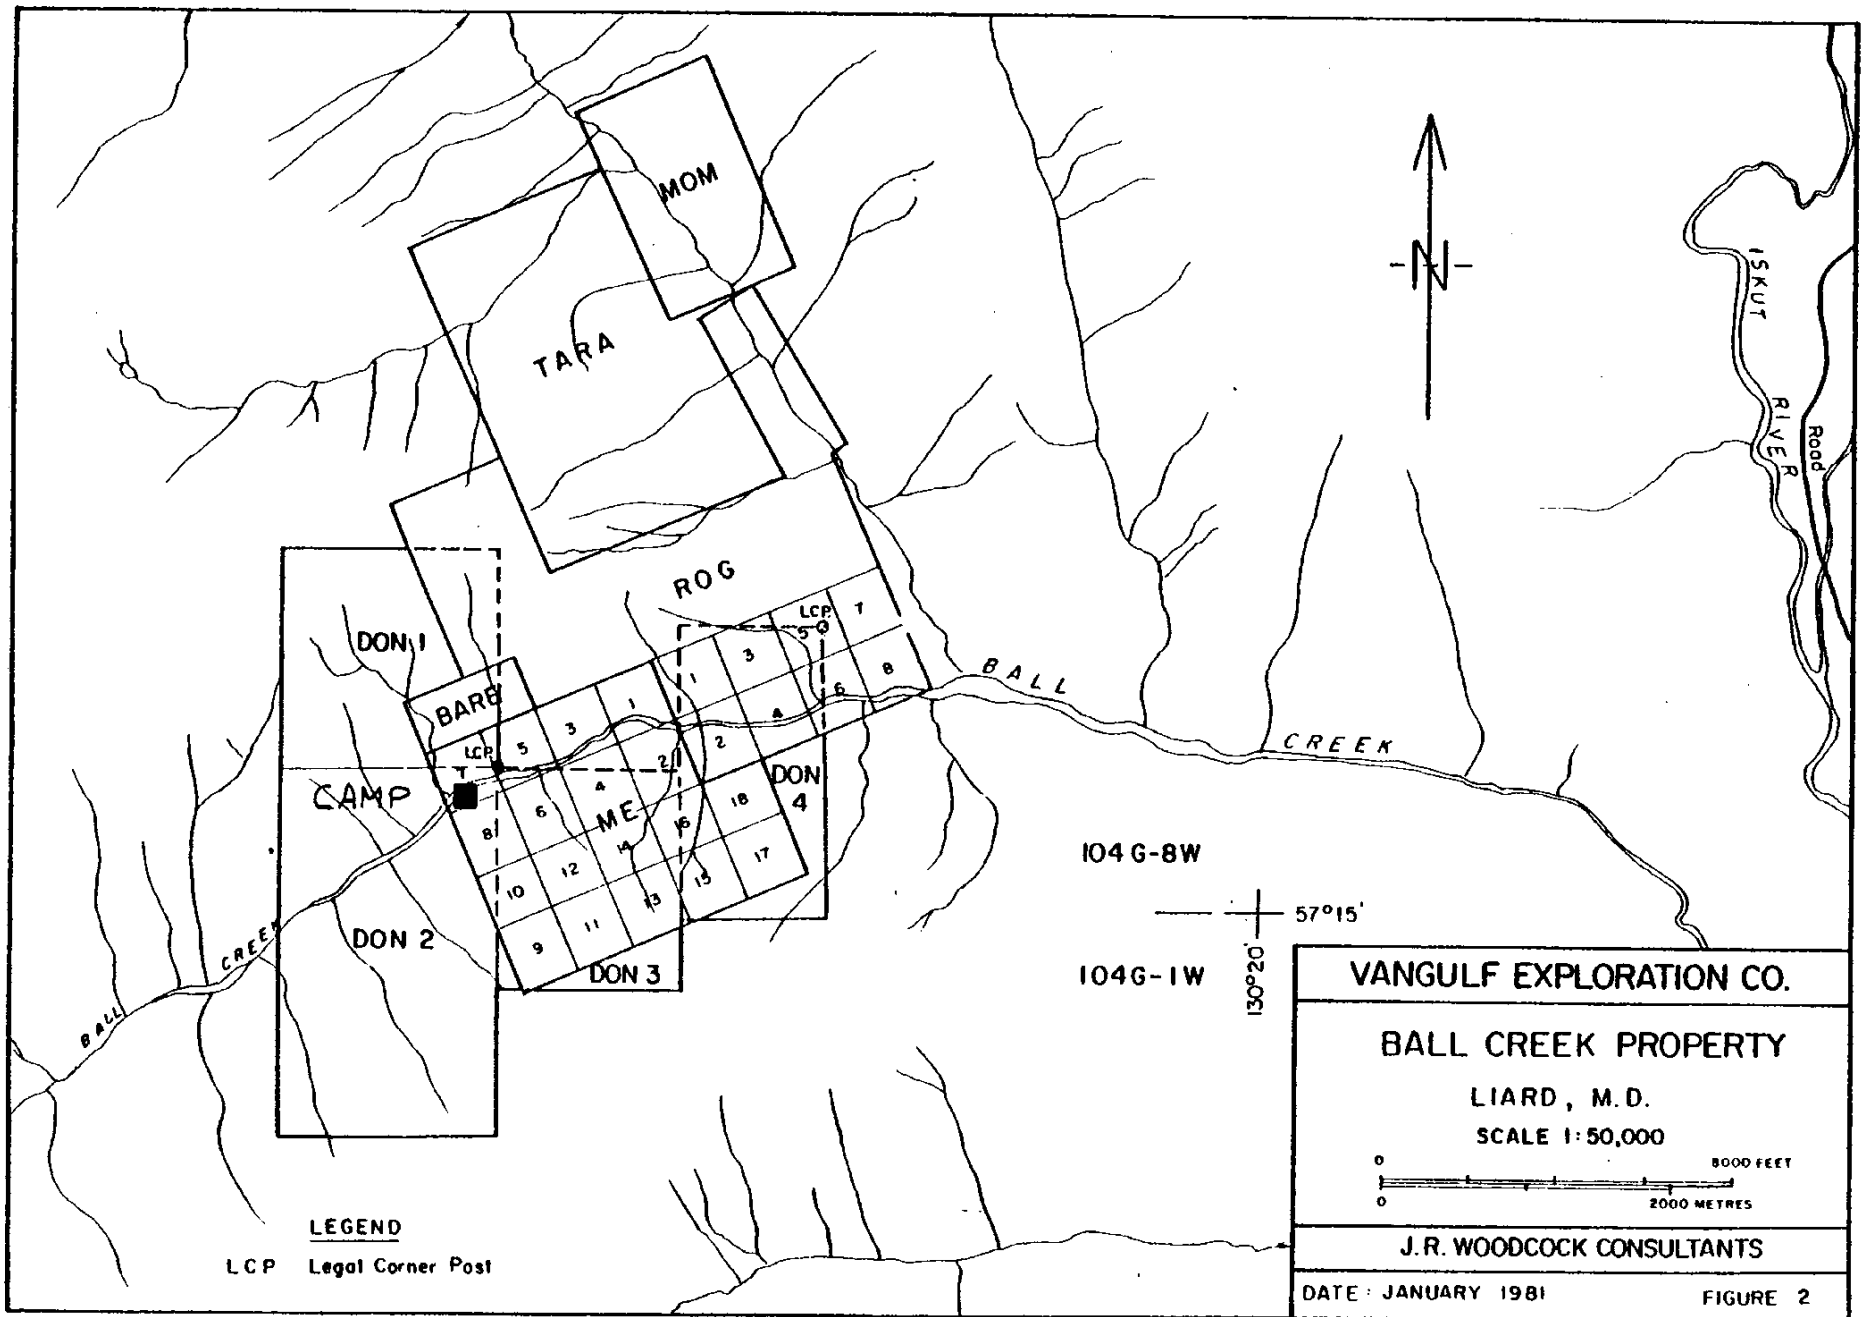 MOM
N
TARA
ISKUT
RIVER
Road
ROG
LCP.
7
5
3
1
8
6
4
2
DON 1
BARE
1
3
5
LCP.
T
BALL
CREEK
CAMP
2
4
6
8
ME
DON
4
18
16
14
12
10
17
15
13
11
9
DON 2
DON 3
CREEK
BALL
104 G-8W
57°15'
104G-1W
130°20'
VANGULF EXPLORATION CO.
BALL CREEK PROPERTY
LIARD, M.D.
SCALE 1:50,000
0 8000 FEET
0 2000 METRES
J.R. WOODCOCK CONSULTANTS
DATE: JANUARY 1981 FIGURE 2
LEGEND
LCP Legal Corner Post